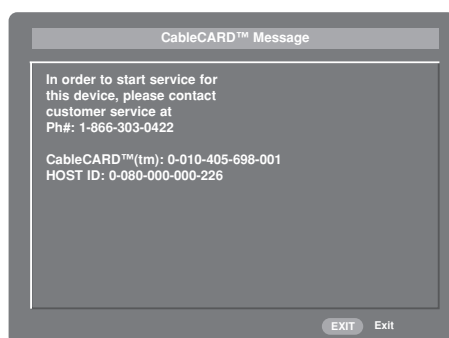 CableCARD™ Message
In order to start service for
this device, please contact
customer service at
Ph#: 1-866-303-0422
CableCARD™(tm): 0-010-405-698-001
HOST ID: 0-080-000-000-226
EXIT Exit